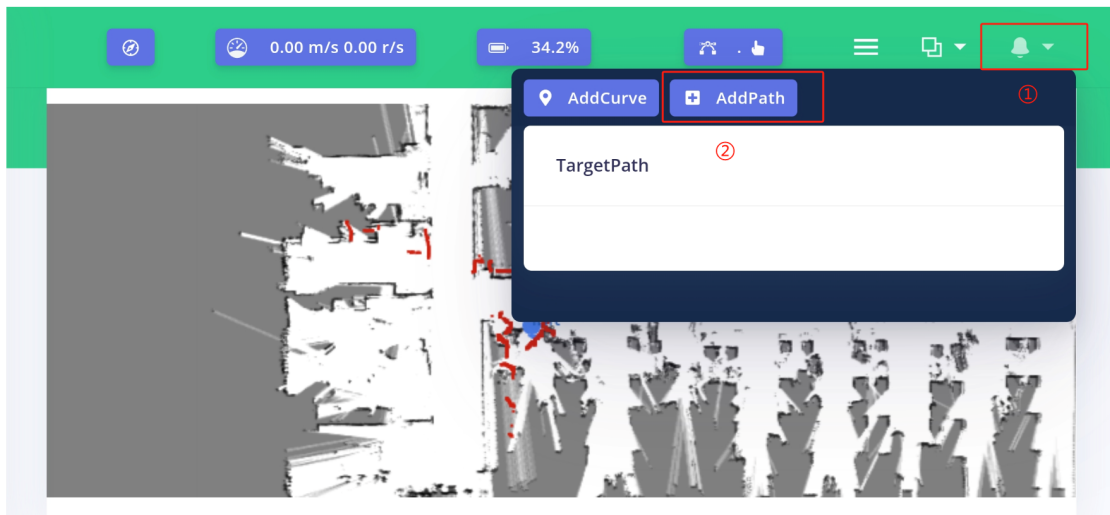 0.00 m/s 0.00 r/s 34.2% .
AddCurve AddPath ①
TargetPath ②